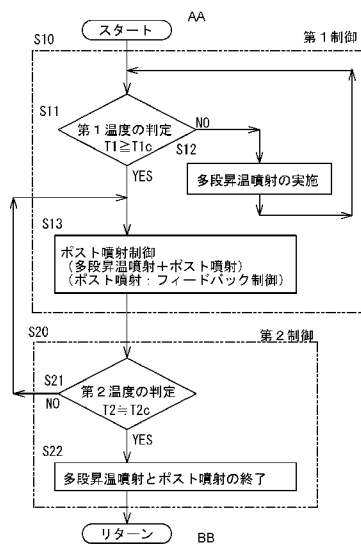 AA
スタート
S10
第1制御
S11
第1温度の判定
T1≧T1c
NO
S12
多段昇温噴射の実施
YES
S13
ポスト噴射制御
(多段昇温噴射+ポスト噴射)
(ポスト噴射:フィードバック制御)
S20
第2制御
S21
第2温度の判定
T2≒T2c
NO
YES
S22
多段昇温噴射とポスト噴射の終了
リターン
BB